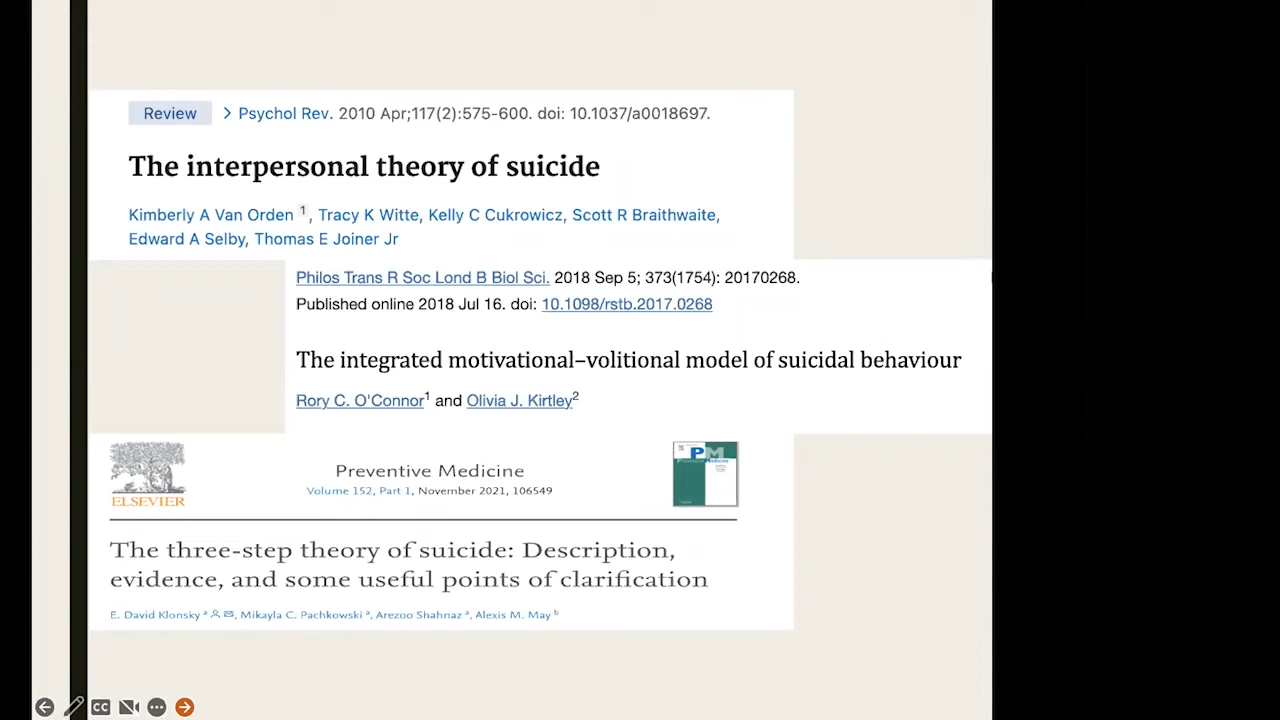 Review > Psychol Rev. 2010 Apr;117(2):575-600. doi: 10.1037/a0018697.
The interpersonal theory of suicide
Kimberly A Van Orden 1, Tracy K Witte, Kelly C Cukrowicz, Scott R Braithwaite,
Edward A Selby, Thomas E Joiner Jr
Philos Trans R Soc Lond B Biol Sci. 2018 Sep 5; 373(1754): 20170268.
Published online 2018 Jul 16. doi: 10.1098/rstb.2017.0268
The integrated motivational–volitional model of suicidal behaviour
Rory C. O'Connor1 and Olivia J. Kirtley2
ELSEVIER
Preventive Medicine
Volume 152, Part 1, November 2021, 106549
PM
The three-step theory of suicide: Description,
evidence, and some useful points of clarification
E. David Klonsky a, Mikayla C. Pachkowski a, Arezoo Shahnaz a, Alexis M. May b
CC